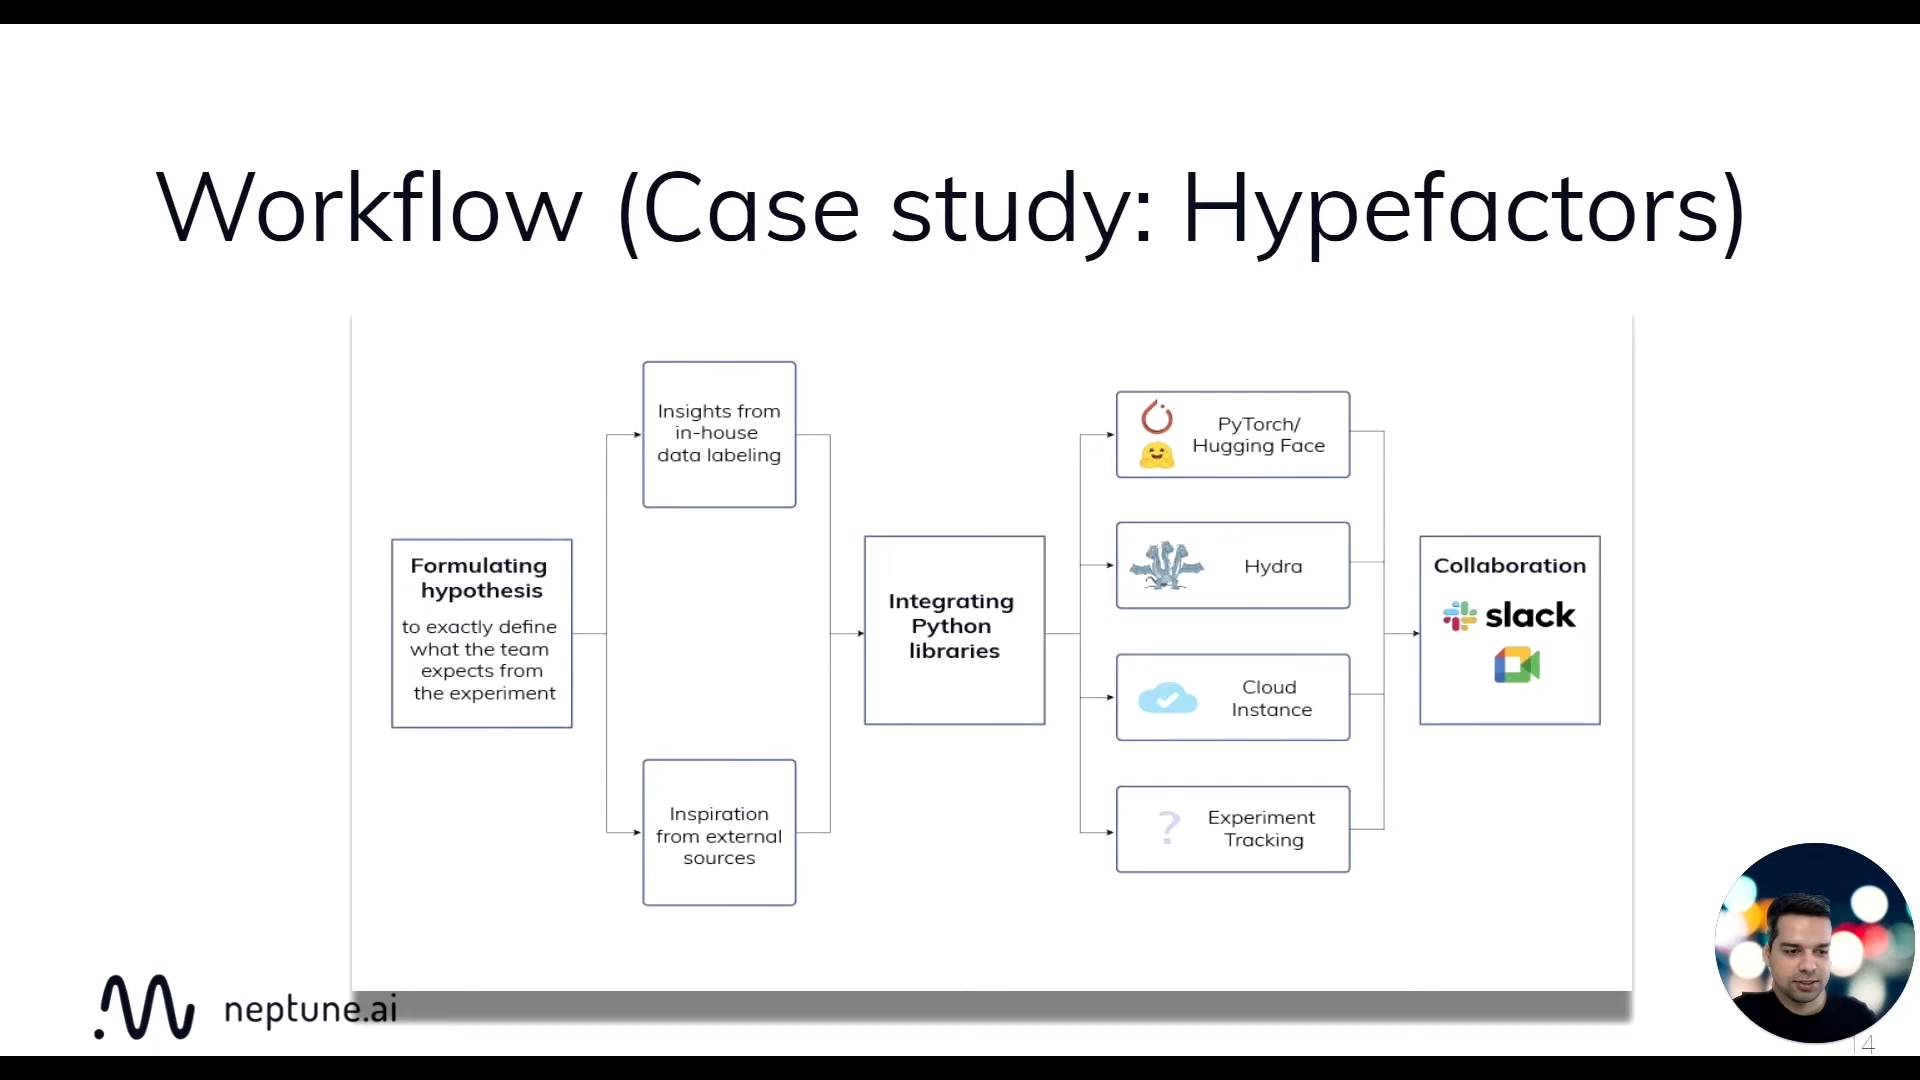 Workflow (Case study: Hypefactors)
Formulating
hypothesis
to exactly define
what the team
expects from
the experiment
Insights from
in-house
data labeling
Inspiration
from external
sources
Integrating
Python
libraries
PyTorch/
Hugging Face
Hydra
Cloud
Instance
?
Experiment
Tracking
Collaboration
slack
neptune.ai
14